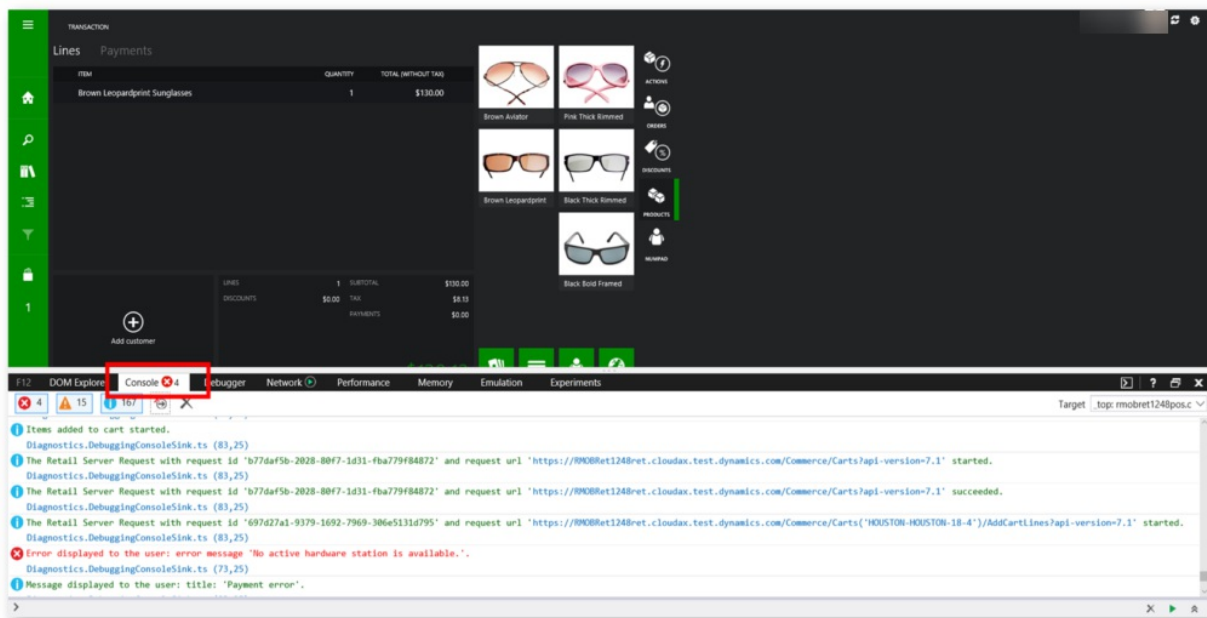 TRANSACTION
Lines Payments
ITEM QUANTITY TOTAL (WITHOUT TAX)
Brown Leopardprint Sunglasses 1 $130.00
Brown Aviator Pink Thick Rimmed
ACTIONS
ORDERS
Brown Leopardprint Black Thick Rimmed
DISCOUNTS
PRODUCTS
Black Bold Framed
NUMPAD
1
Add customer
LINES 1 SUBTOTAL $130.00
DISCOUNTS $0.00 TAX $8.13
PAYMENTS $0.00
F12 DOM Explore Console 4 Debugger Network Performance Memory Emulation Experiments
4 15 167 Target _top: rmobret1248pos.c
Items added to cart started.
Diagnostics.DebuggingConsoleSink.ts (83,25)
The Retail Server Request with request id 'b77daf5b-2028-80f7-1d31-fba779f84872' and request url 'https://RMOBRet1248ret.cloudax.test.dynamics.com/Commerce/Carts?api-version=7.1' started.
Diagnostics.DebuggingConsoleSink.ts (83,25)
The Retail Server Request with request id 'b77daf5b-2028-80f7-1d31-fba779f84872' and request url 'https://RMOBRet1248ret.cloudax.test.dynamics.com/Commerce/Carts?api-version=7.1' succeeded.
Diagnostics.DebuggingConsoleSink.ts (83,25)
The Retail Server Request with request id '697d27a1-9379-1692-7969-306e5131d795' and request url 'https://RMOBRet1248ret.cloudax.test.dynamics.com/Commerce/Carts('HOUSTON-HOUSTON-18-4')/AddCartLines?api-version=7.1' started.
Diagnostics.DebuggingConsoleSink.ts (83,25)
Error displayed to the user: error message 'No active hardware station is available.'.
Diagnostics.DebuggingConsoleSink.ts (73,25)
Message displayed to the user: title: 'Payment error'.